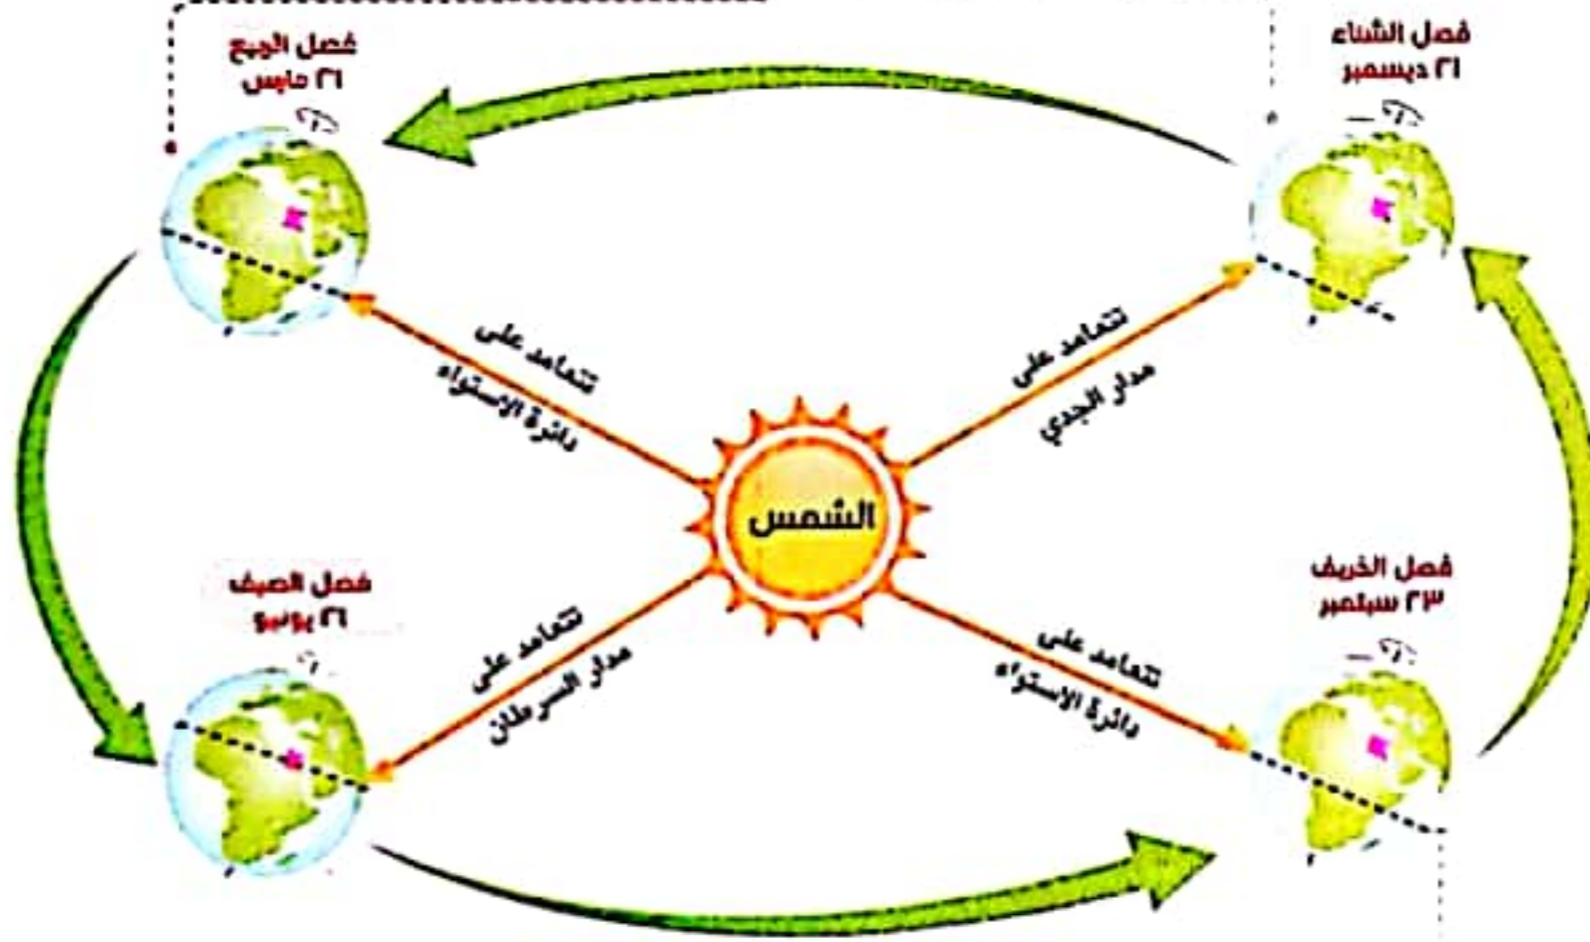 فصل الشتاء
٢١ ديسمبر
فصل الربيع
٢١ مارس
تتعامد على
مدار الجدي
تتعامد على
دائرة الاستواء
الشمس
فصل الخريف
٢٣ سبتمبر
فصل الصيف
٢١ يونيو
تتعامد على
دائرة الاستواء
تتعامد على
مدار السرطان